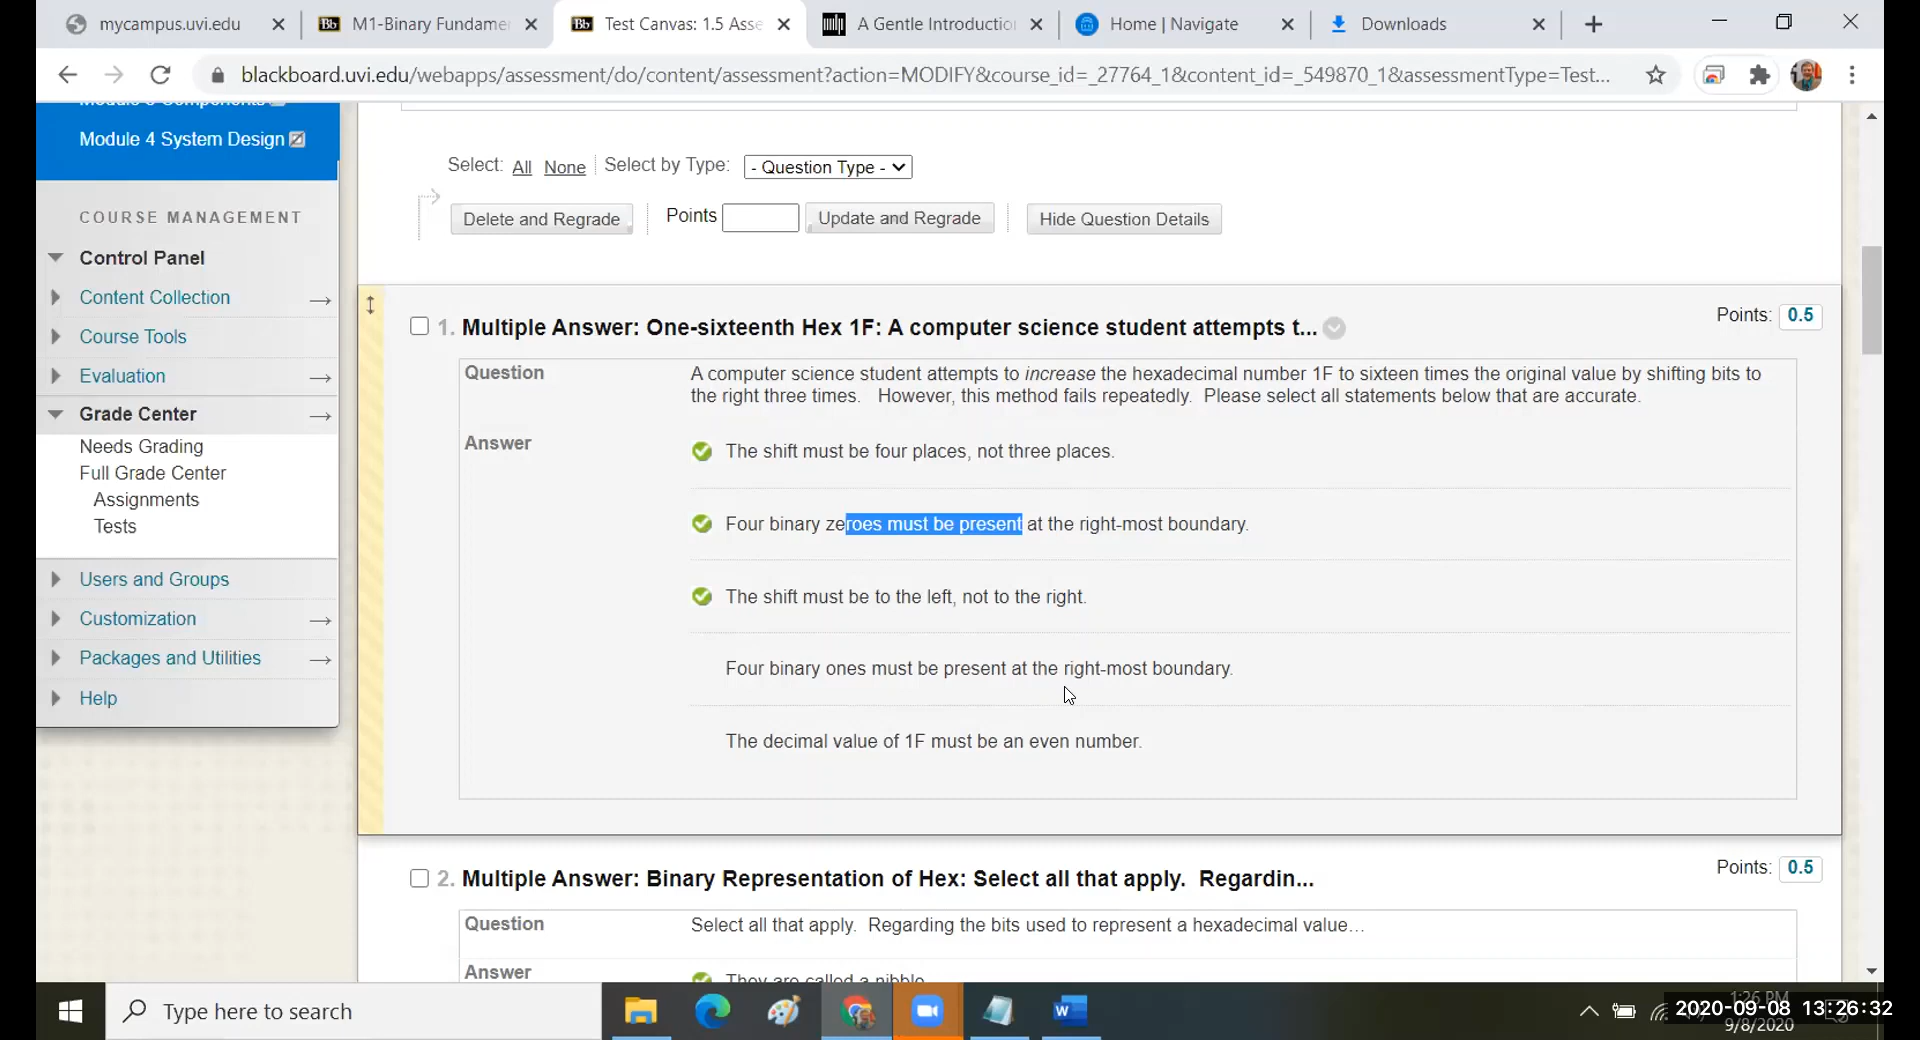 mycampus.uvi.edu
M1-Binary Fundame
Test Canvas: 1.5 Asse
A Gentle Introduction
Home | Navigate
Downloads
blackboard.uvi.edu/webapps/assessment/do/content/assessment?action=MODIFY&course_id=_27764_1&content_id=_549870_1&assessmentType=Test...
Module 4 System Design
COURSE MANAGEMENT
Control Panel
Content Collection
Course Tools
Evaluation
Grade Center
Needs Grading
Full Grade Center
Assignments
Tests
Users and Groups
Customization
Packages and Utilities
Help
Select: All None Select by Type: - Question Type -
Delete and Regrade Points Update and Regrade Hide Question Details
1. Multiple Answer: One-sixteenth Hex 1F: A computer science student attempts t...
Points: 0.5
Question
A computer science student attempts to increase the hexadecimal number 1F to sixteen times the original value by shifting bits to
the right three times. However, this method fails repeatedly. Please select all statements below that are accurate.
Answer
The shift must be four places, not three places.
Four binary zeroes must be present at the right-most boundary.
The shift must be to the left, not to the right.
Four binary ones must be present at the right-most boundary.
The decimal value of 1F must be an even number.
2. Multiple Answer: Binary Representation of Hex: Select all that apply. Regardin...
Points: 0.5
Question
Select all that apply. Regarding the bits used to represent a hexadecimal value...
Answer
They are called a nibble
Type here to search
1:26 PM
2020-09-08 13:26:32
9/8/2020